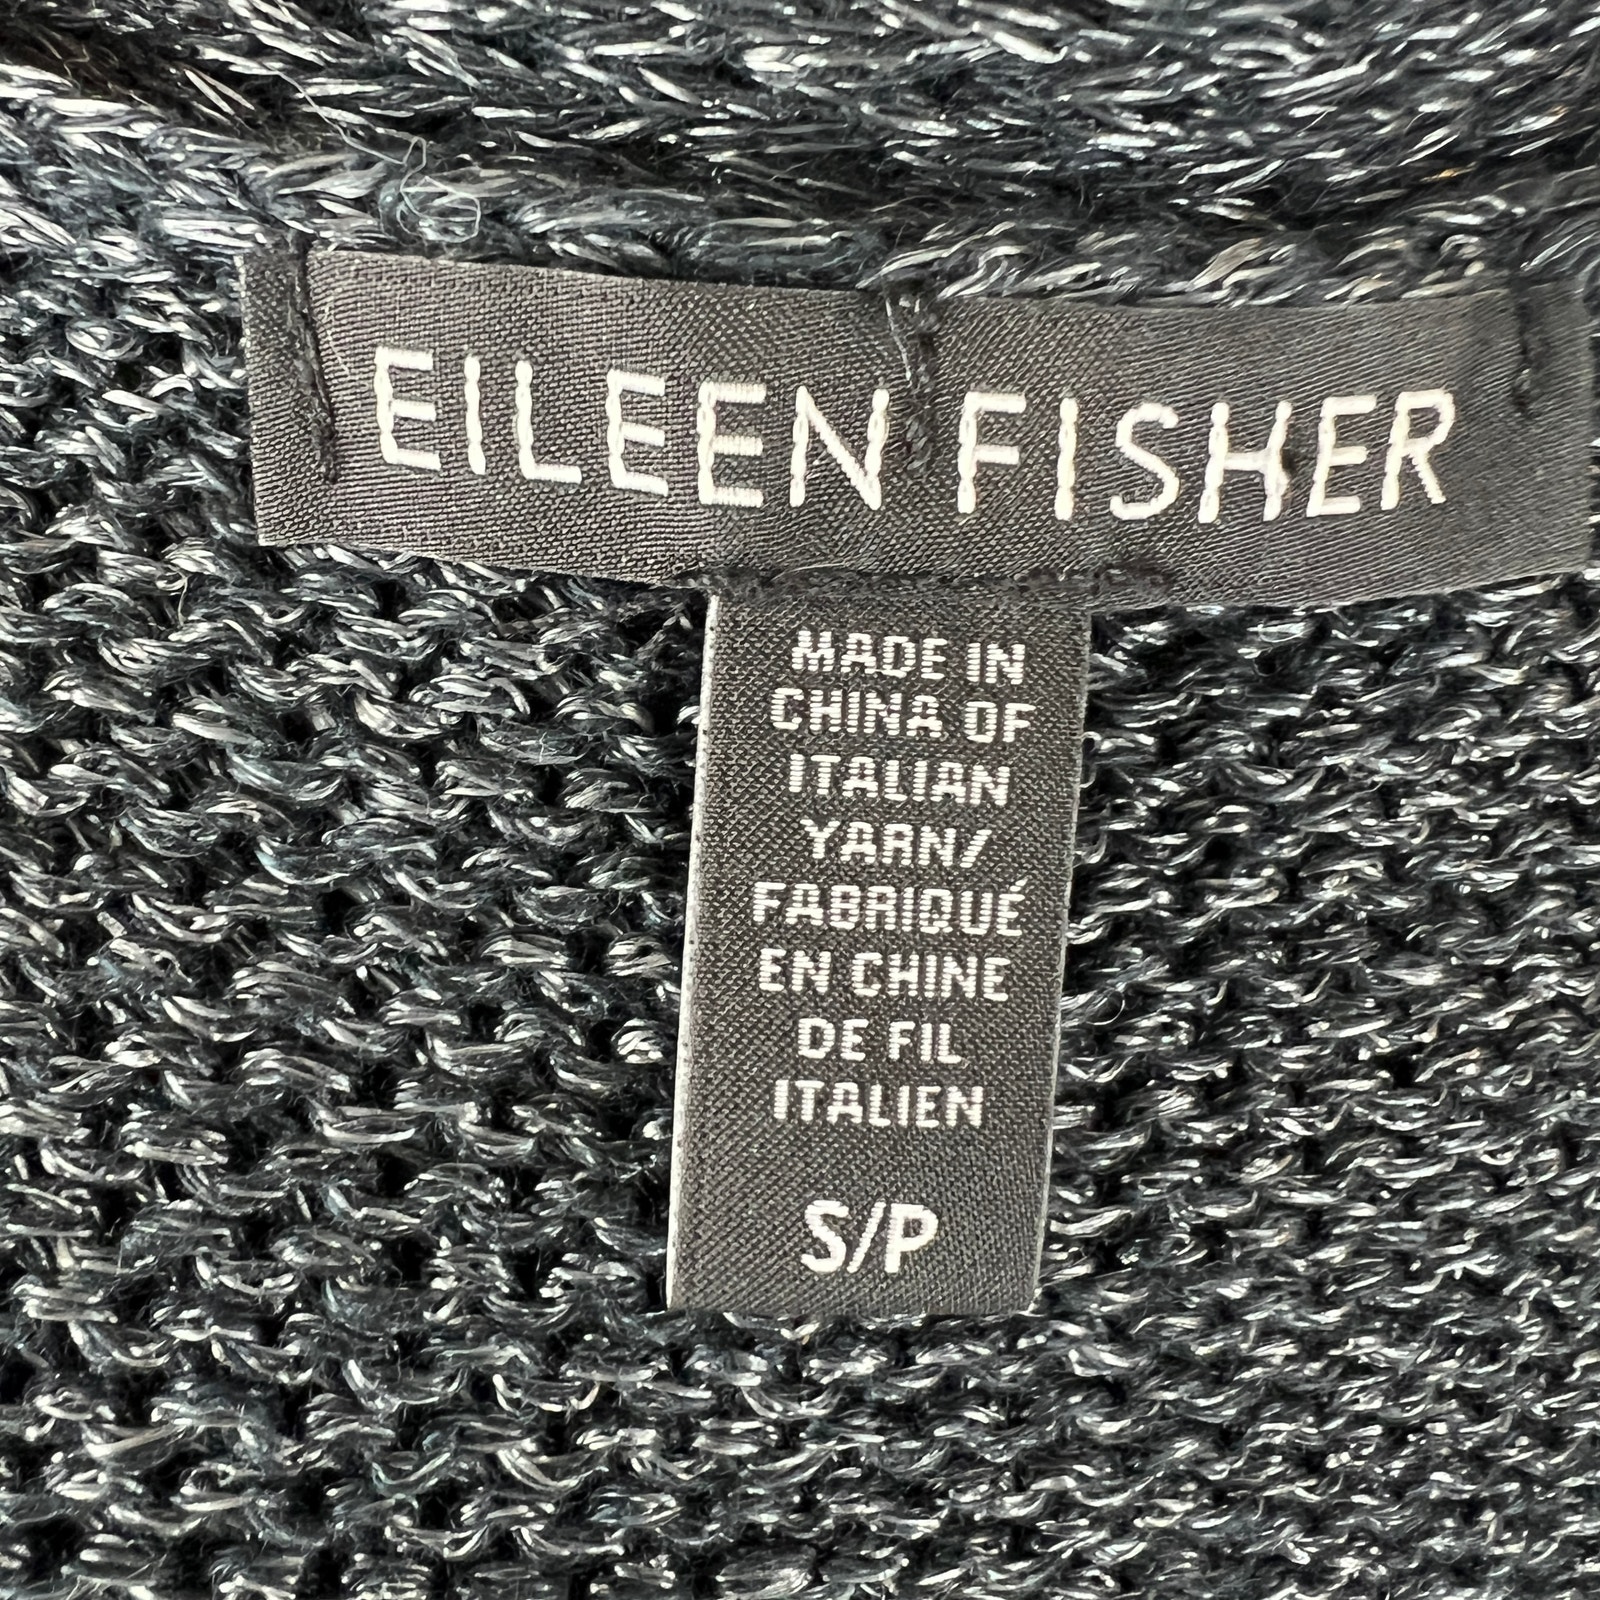 EILEEN FISHER
MADE IN
CHINA OF
ITALIAN
YARN/
FABRIQUÉ
EN CHINE
DE FIL
ITALIEN
S/P